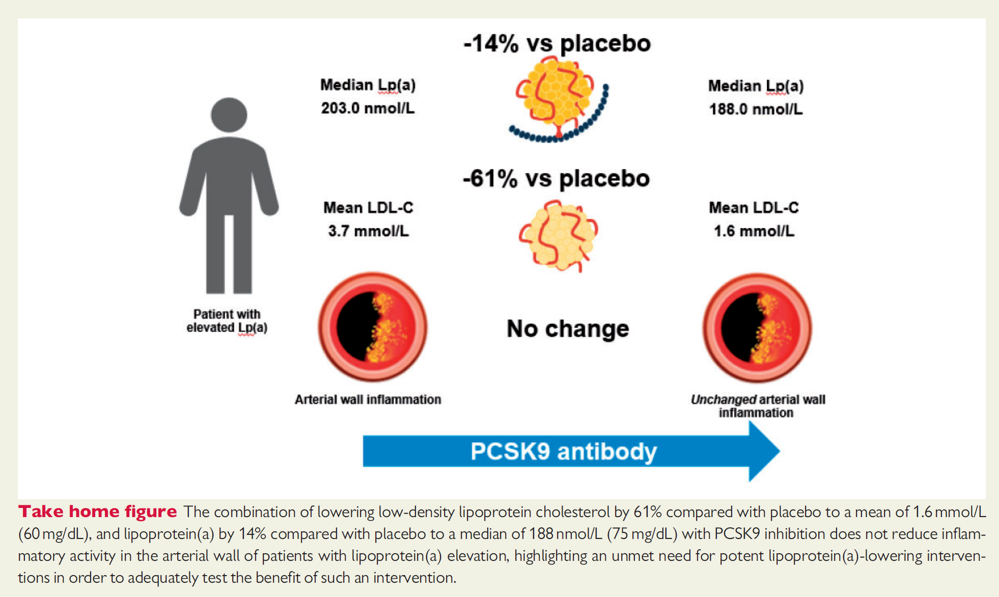 -14% vs placebo
Median Lp(a)
203.0 nmol/L
Median Lp(a)
188.0 nmol/L
-61% vs placebo
Mean LDL-C
3.7 mmol/L
Mean LDL-C
1.6 mmol/L
Patient with
elevated Lp(a)
No change
Arterial wall inflammation
Unchanged arterial wall
inflammation
PCSK9 antibody
Take home figure The combination of lowering low-density lipoprotein cholesterol by 61% compared with placebo to a mean of 1.6 mmol/L
(60 mg/dL), and lipoprotein(a) by 14% compared with placebo to a median of 188 nmol/L (75 mg/dL) with PCSK9 inhibition does not reduce inflam-
matory activity in the arterial wall of patients with lipoprotein(a) elevation, highlighting an unmet need for potent lipoprotein(a)-lowering interven-
tions in order to adequately test the benefit of such an intervention.